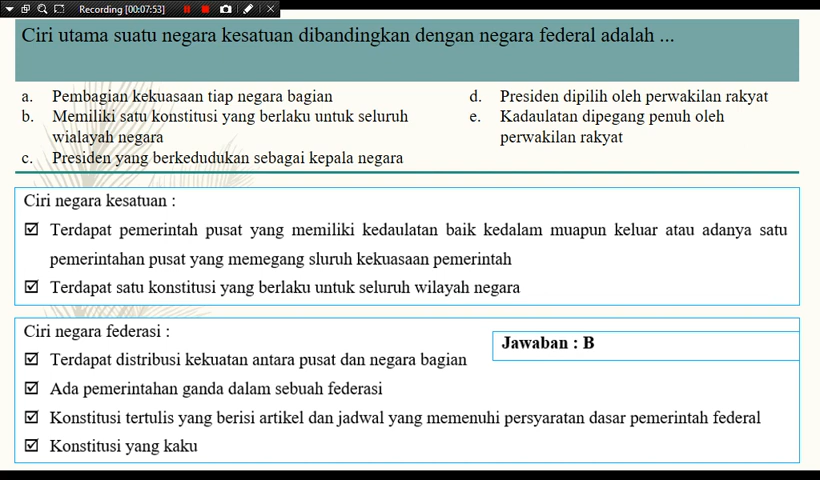 Recording [00:07:53]
Ciri utama suatu negara kesatuan dibandingkan dengan negara federal adalah ...
a. Pembagian kekuasaan tiap negara bagian
b. Memiliki satu konstitusi yang berlaku untuk seluruh
wialayah negara
c. Presiden yang berkedudukan sebagai kepala negara
d. Presiden dipilih oleh perwakilan rakyat
e. Kadaulatan dipegang penuh oleh
perwakilan rakyat
Ciri negara kesatuan :
Terdapat pemerintah pusat yang memiliki kedaulatan baik kedalam muapun keluar atau adanya satu
pemerintahan pusat yang memegang sluruh kekuasaan pemerintah
Terdapat satu konstitusi yang berlaku untuk seluruh wilayah negara
Ciri negara federasi :
Terdapat distribusi kekuatan antara pusat dan negara bagian
Ada pemerintahan ganda dalam sebuah federasi
Konstitusi tertulis yang berisi artikel dan jadwal yang memenuhi persyaratan dasar pemerintah federal
Konstitusi yang kaku
Jawaban : B